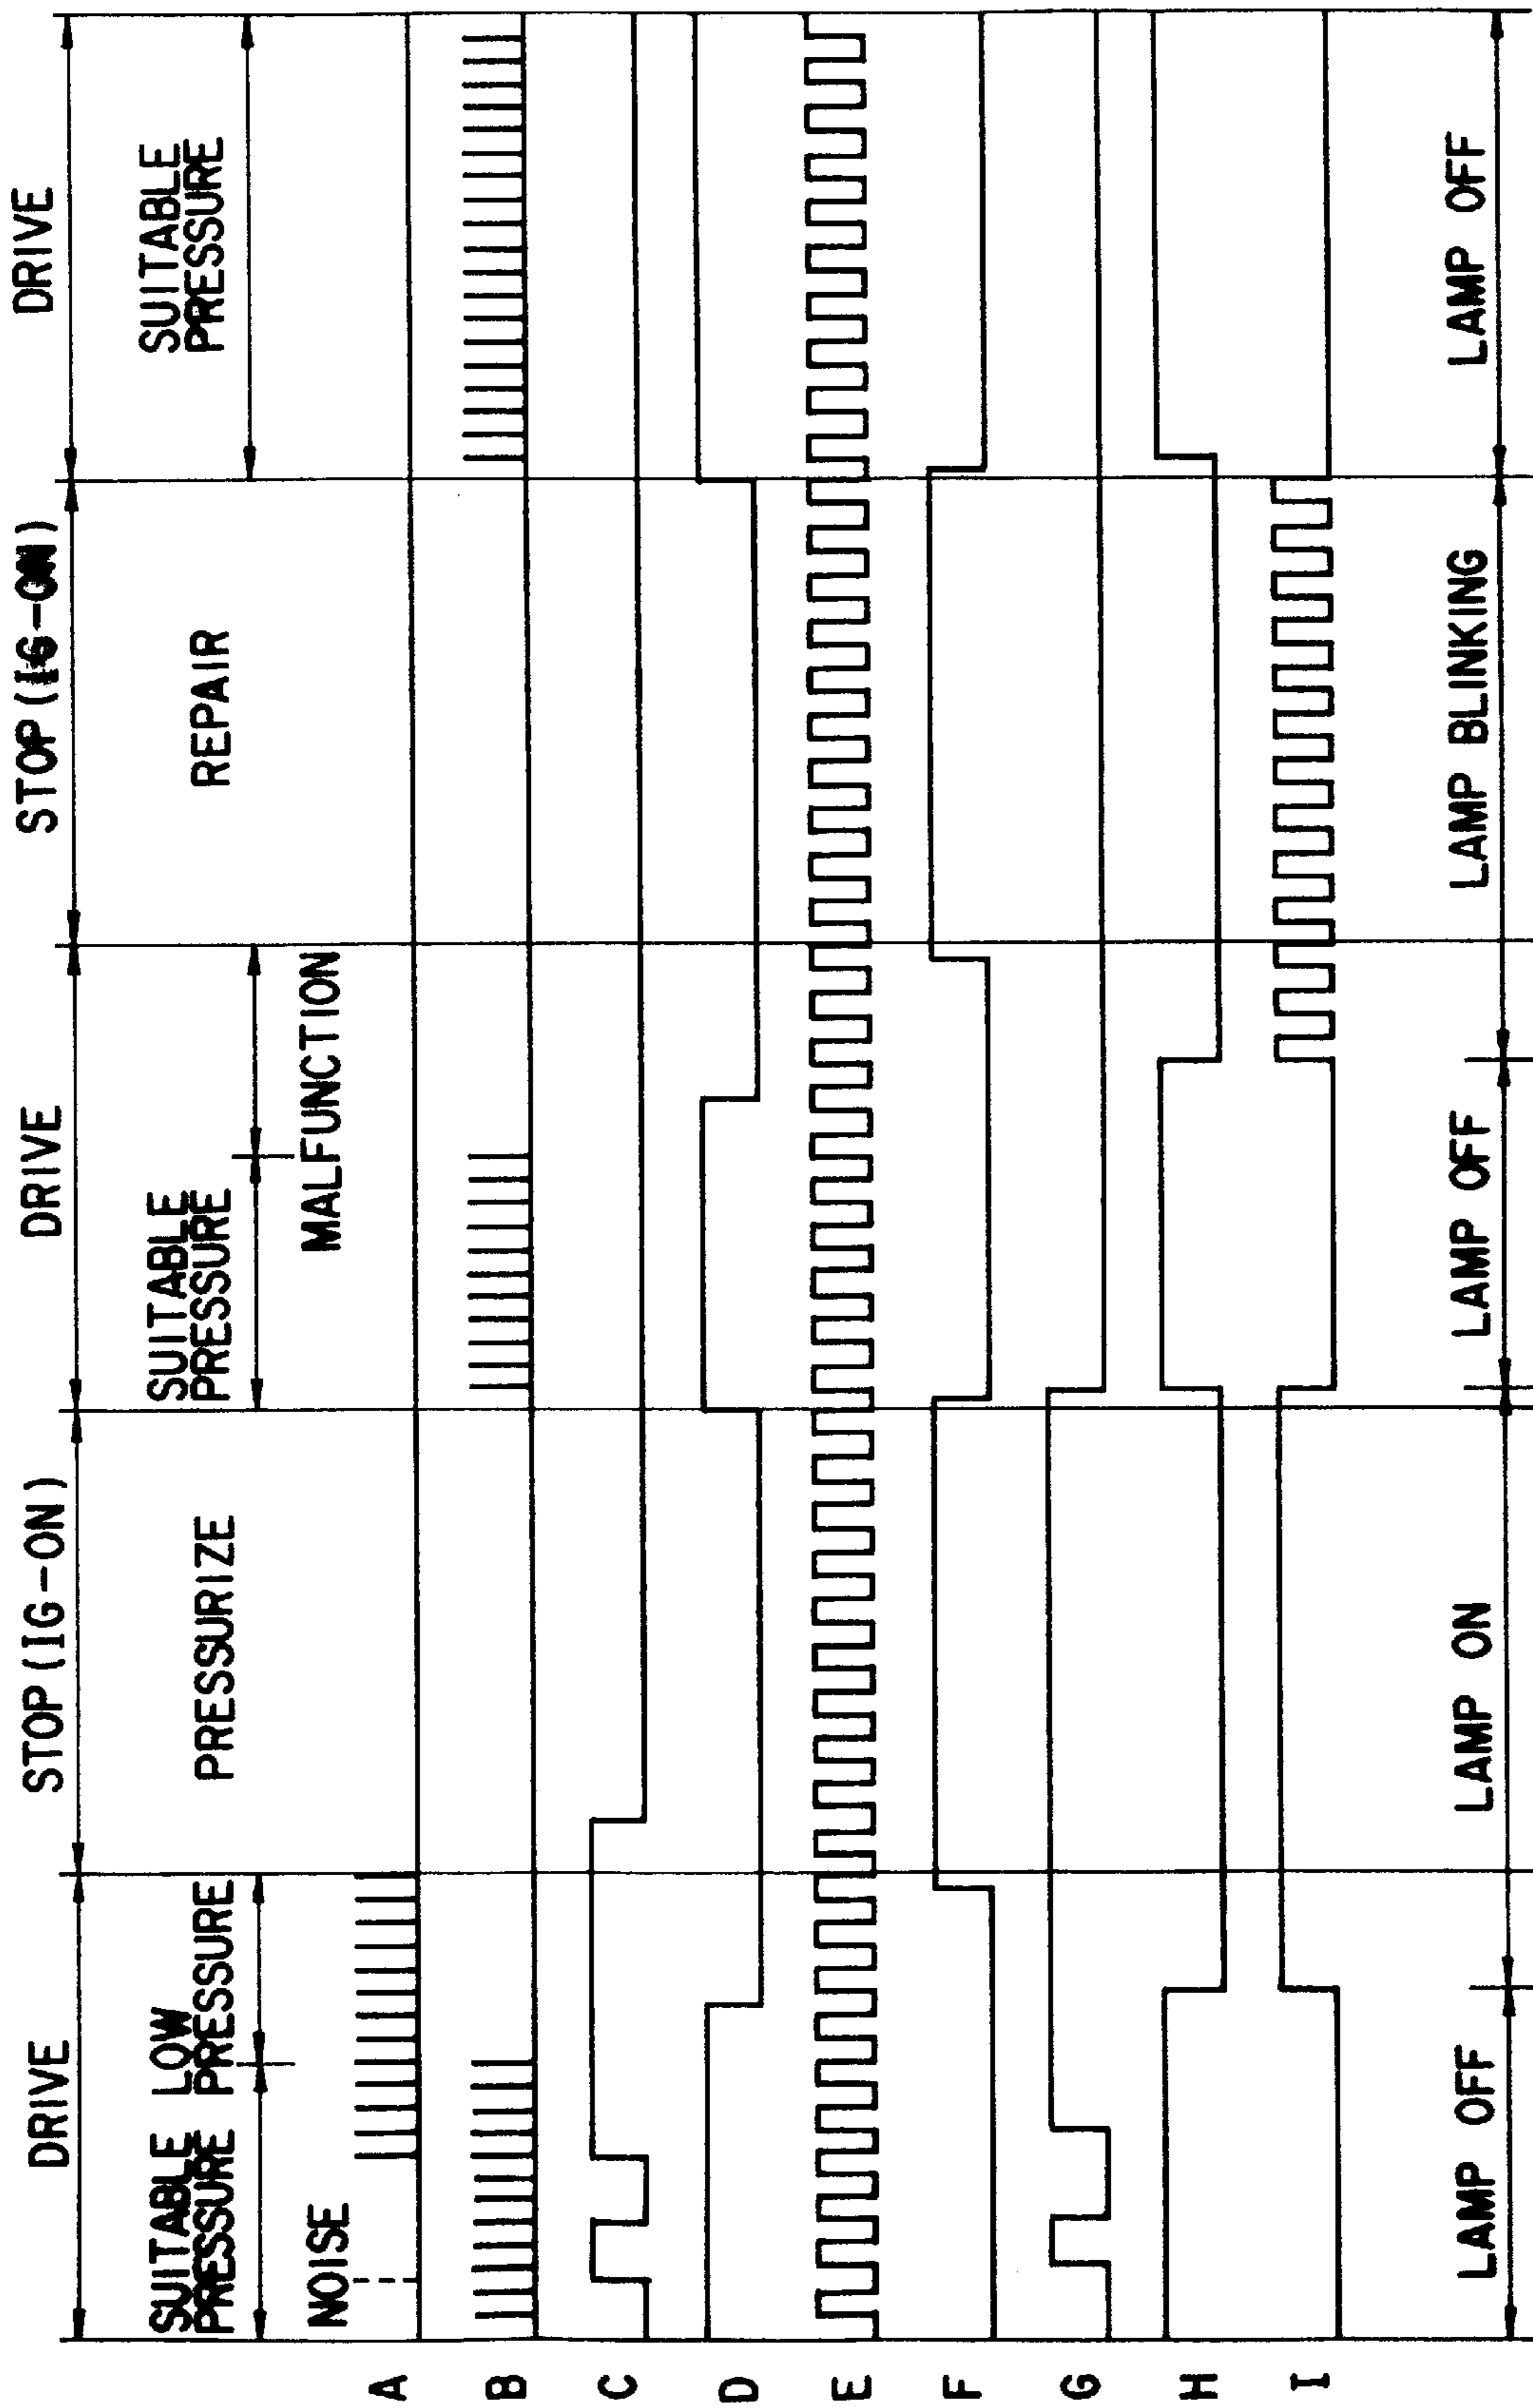 DRIVE
STOP (IG-ON)
DRIVE
STOP (IG-ON)
DRIVE
SUITABLE
PRESSURE
LOW
PRESSURE
PRESSURIZE
SUITABLE
PRESSURE
MALFUNCTION
REPAIR
SUITABLE
PRESSURE
NOISE
A
B
C
D
E
F
G
H
I
LAMP OFF
LAMP ON
LAMP OFF
LAMP BLINKING
LAMP OFF